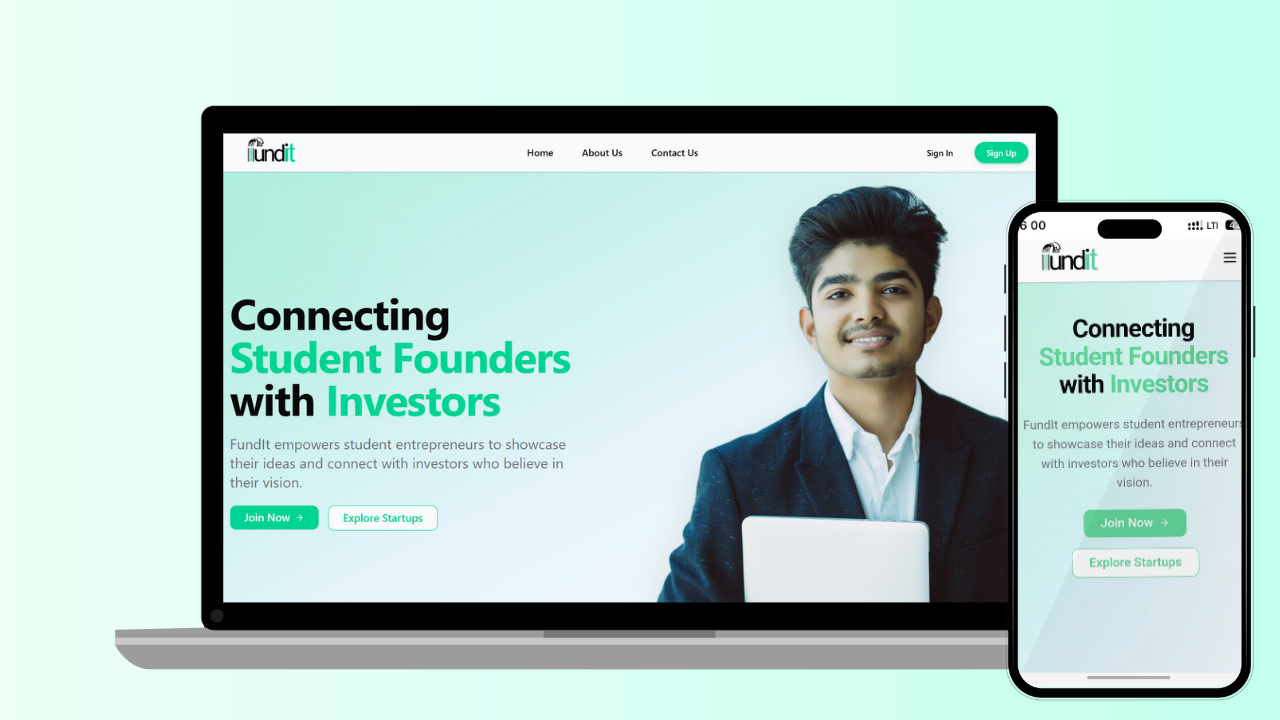 fundit
Home
About Us
Contact Us
Sign In
Sign Up
Connecting
Student Founders
with Investors
FundIt empowers student entrepreneurs to showcase
their ideas and connect with investors who believe in
their vision.
Join Now →
Explore Startups
6 00
LTI
fundit
Connecting
Student Founders
with Investors
FundIt empowers student entrepreneurs
to showcase their ideas and connect
with investors who believe in their
vision.
Join Now →
Explore Startups